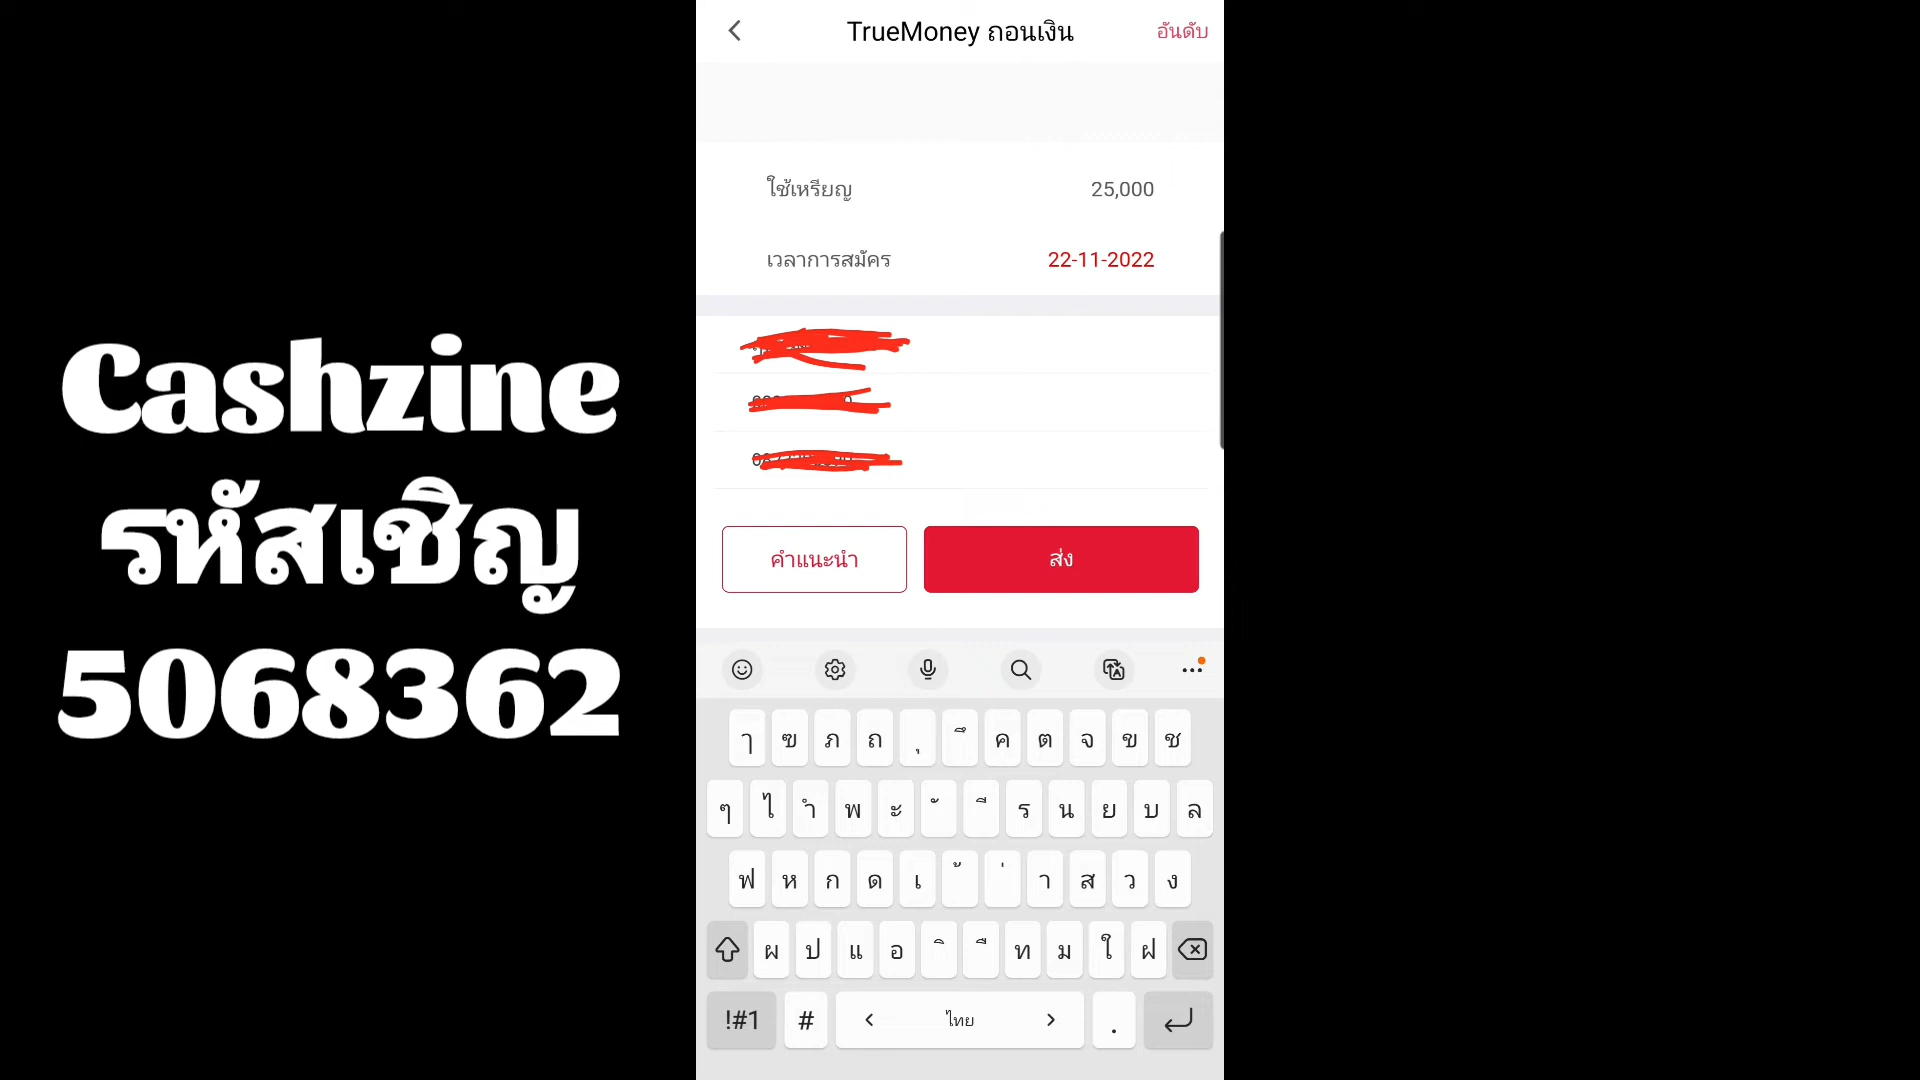 Cashzine
รหัสเชิญ
5068362
TrueMoney ถอนเงิน
อันดับ
ใช้เหรียญ 25,000
เวลาการสมัคร 22-11-2022
คำแนะนำ
ส่ง
ๅ ฃ ภ ถ ุ ึ ค ต จ ข ช
ๆ ไ ำ พ ะ ั ี ร น ย บ ล
ฟ ห ก ด เ ้ ่ า ส ว ง
ผ ป แ อ ิ ื ท ม ใ ฝ
!#1 # < ไทย > .